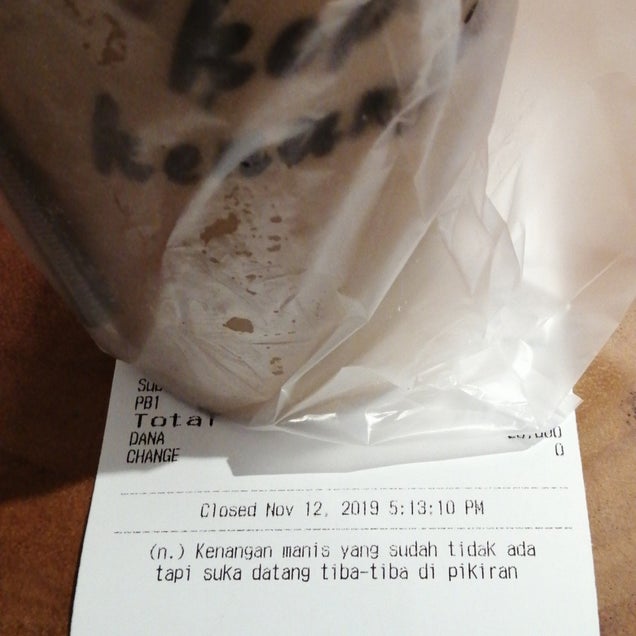 PB1
Total
DANA
CHANGE 0
Closed Nov 12, 2019 5:13:10 PM
(n.) Kenangan manis yang sudah tidak ada
tapi suka datang tiba-tiba di pikiran